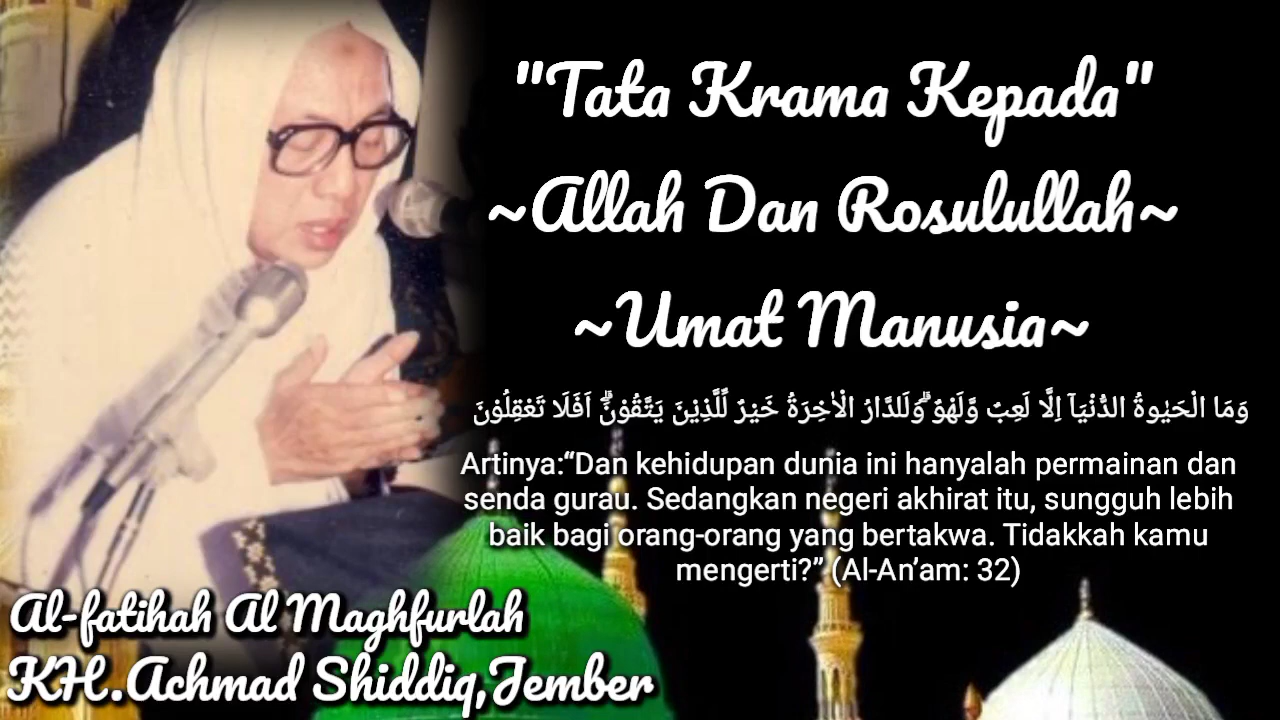 "Tata Krama Kepada"
~Allah Dan Rosulullah~
~Umat Manusia~
وَمَا الْحَيٰوةُ الدُّنْيَآ اِلَّا لَعِبٌ وَّلَهْوٌ ۗوَلَلدَّارُ الْاٰخِرَةُ خَيْرٌ لِّلَّذِيْنَ يَتَّقُوْنَۗ اَفَلَا تَعْقِلُوْنَ
Artinya:“Dan kehidupan dunia ini hanyalah permainan dan
senda gurau. Sedangkan negeri akhirat itu, sungguh lebih
baik bagi orang-orang yang bertakwa. Tidakkah kamu
mengerti?” (Al-An’am: 32)
Al-fatihah Al Maghfurlah
KH.Achmad Shiddiq,Jember